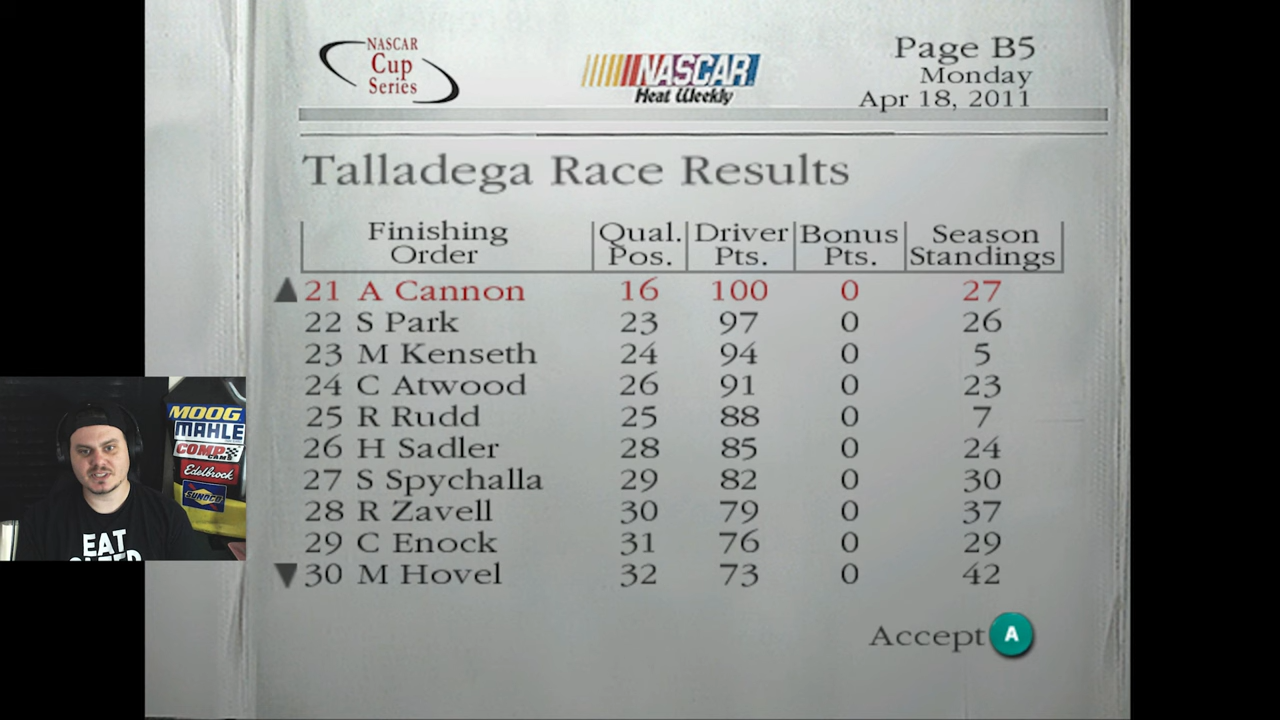 NASCAR
Cup
Series
NASCAR
Heat Weekly
Page B5
Monday
Apr 18, 2011
Talladega Race Results
Finishing Order Qual. Pos. Driver Pts. Bonus Pts. Season Standings
21 A Cannon 16 100 0 27
22 S Park 23 97 0 26
23 M Kenseth 24 94 0 5
24 C Atwood 26 91 0 23
25 R Rudd 25 88 0 7
26 H Sadler 28 85 0 24
27 S Spychalla 29 82 0 30
28 R Zavell 30 79 0 37
29 C Enock 31 76 0 29
30 M Hovel 32 73 0 42
Accept A
MOOG
MAHLE
COMP
CAMS
Edelbrock
SUNOCO
EAT